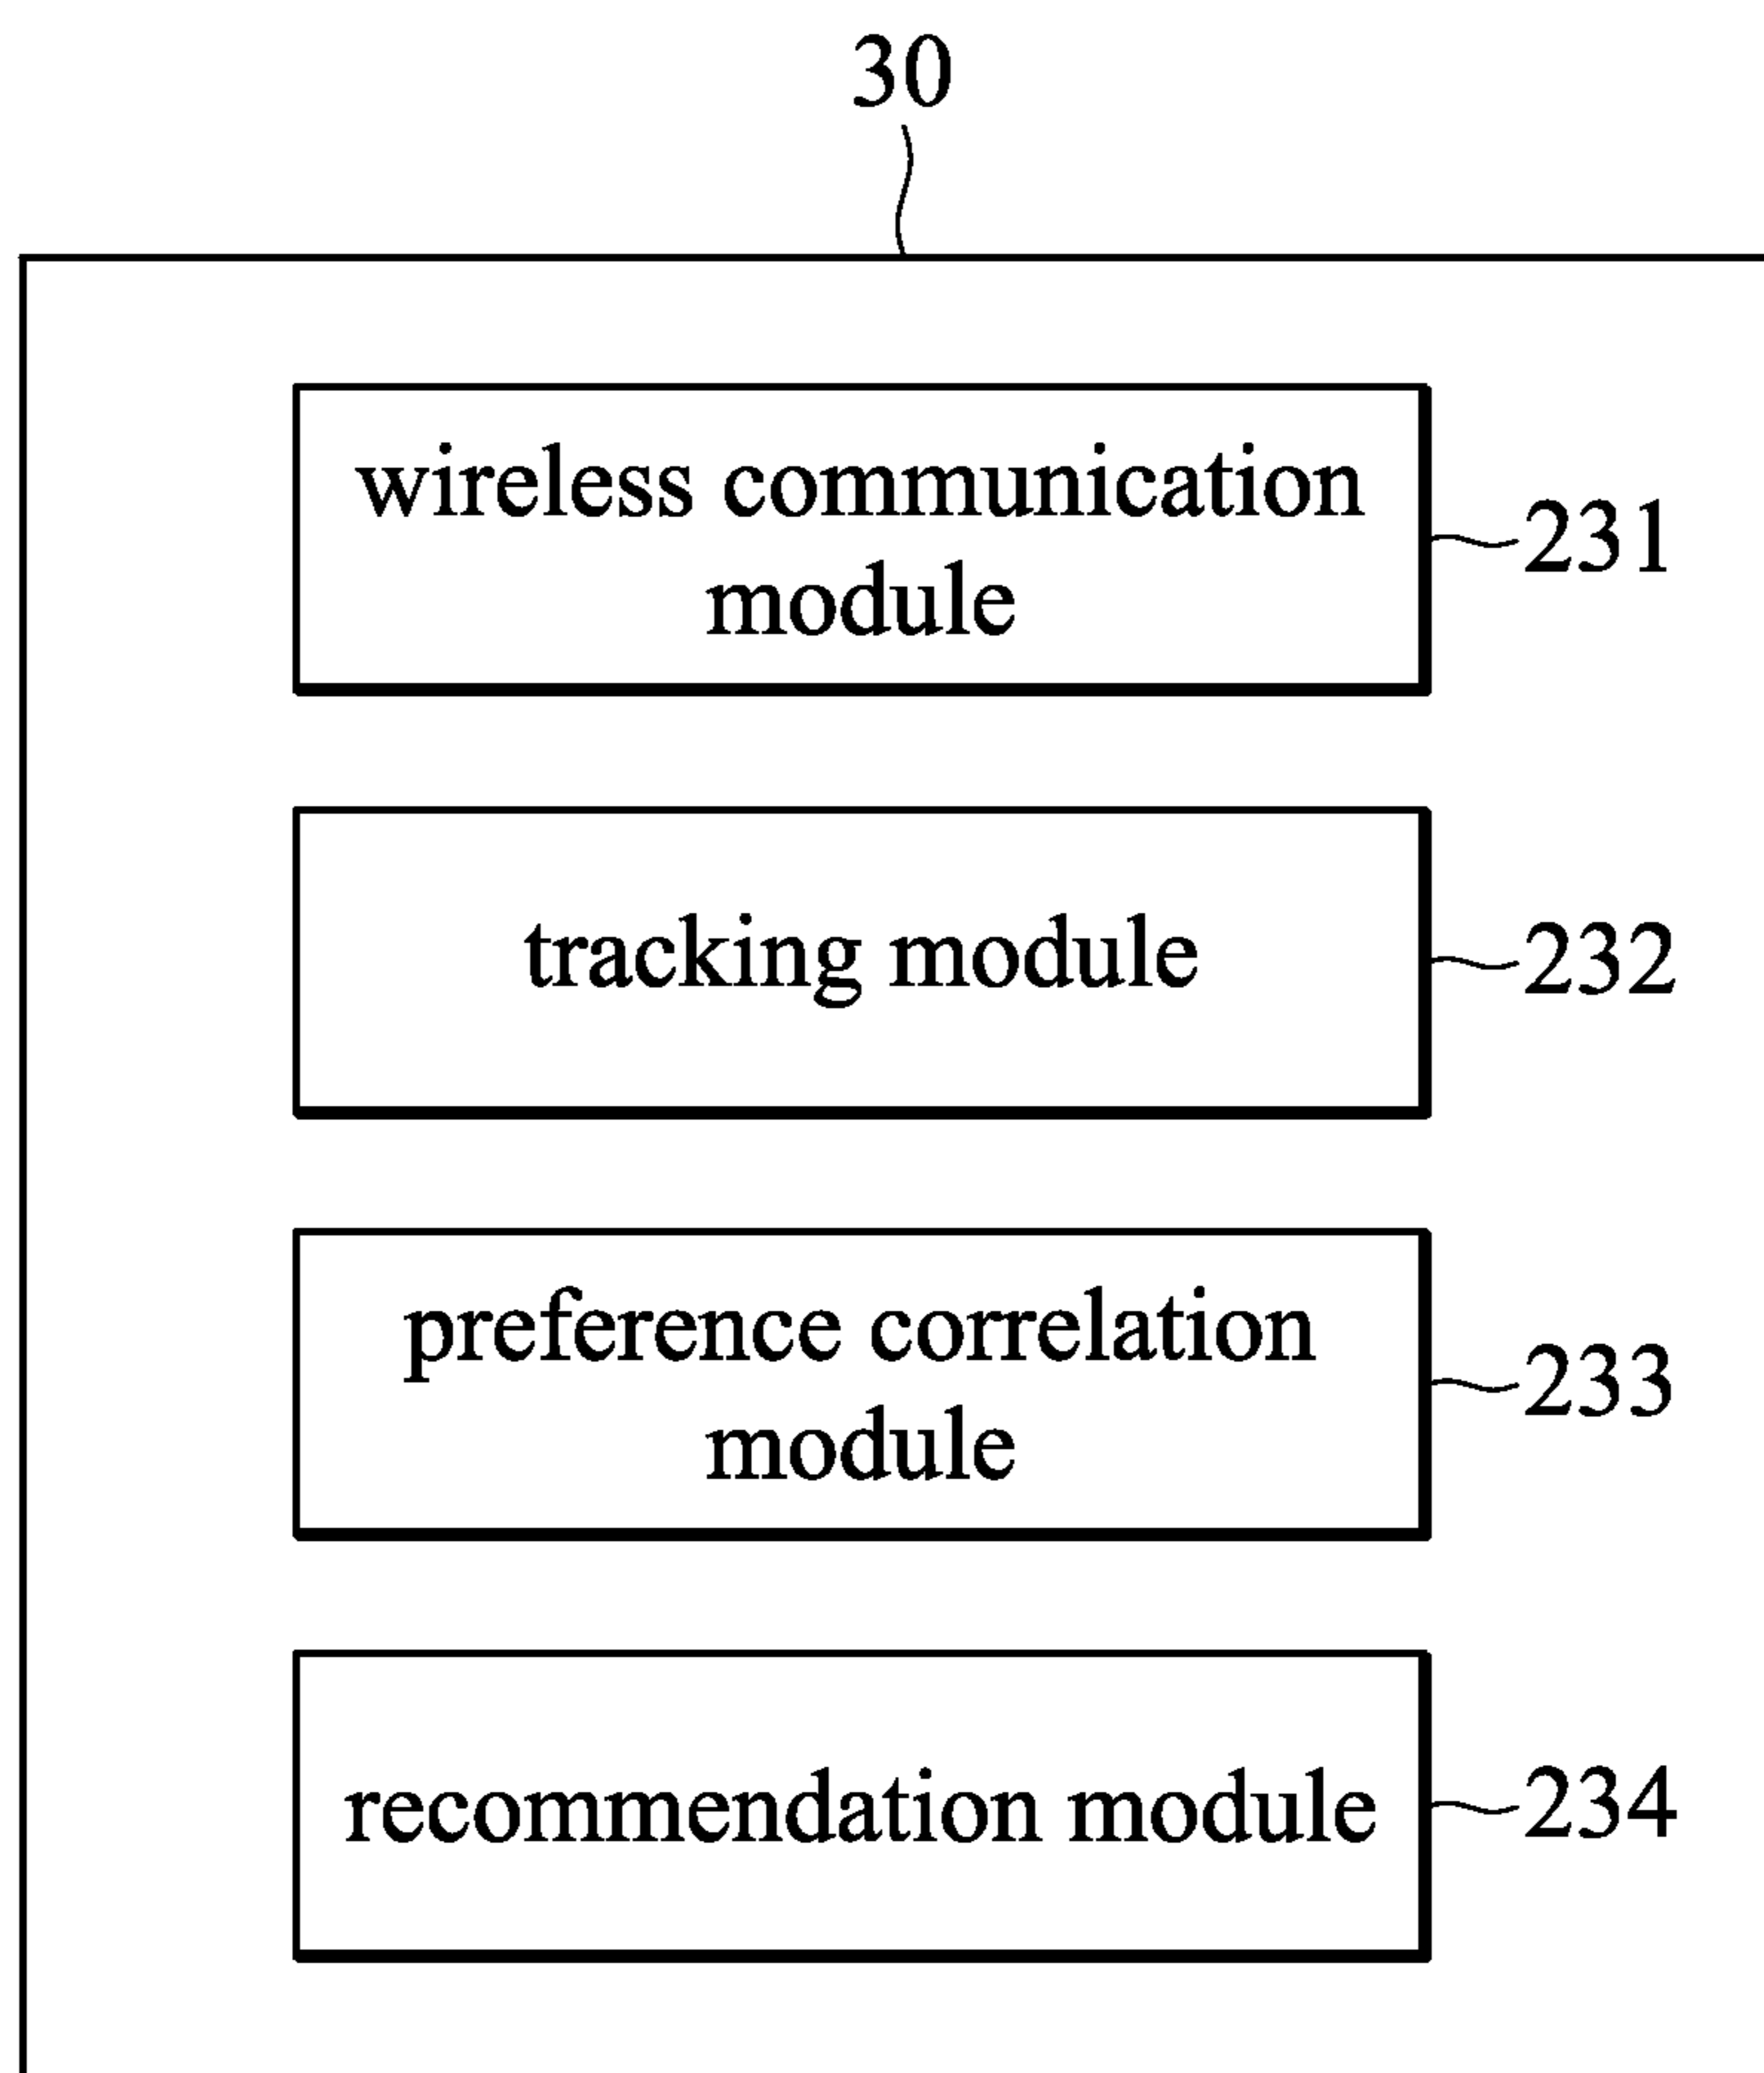 30
wireless communication
module
231
tracking module
232
preference correlation
module
233
recommendation module
234